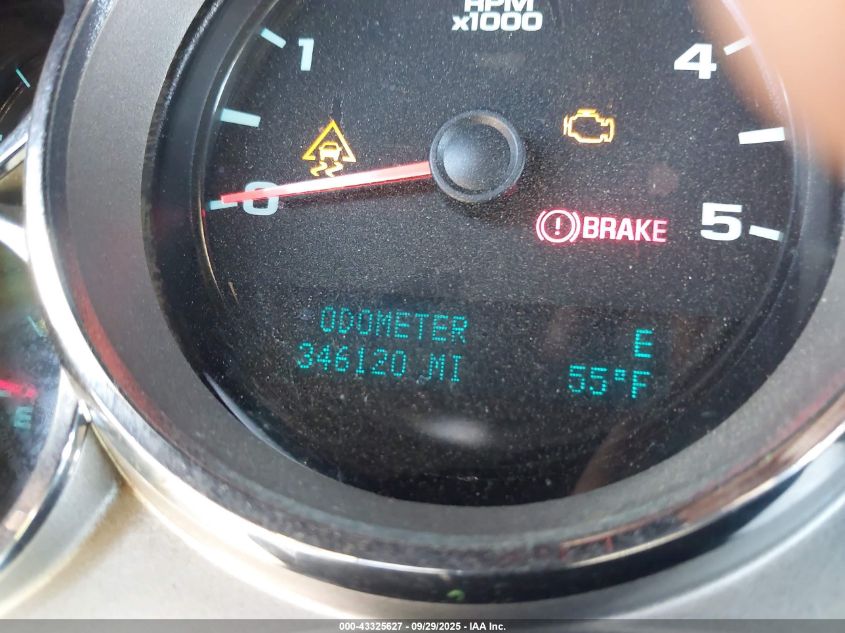 RPM
x1000
1
4
0
5
BRAKE
ODOMETER
346120 MI
E
55°F
E
000-43325627 - 09/29/2025 - IAA Inc.